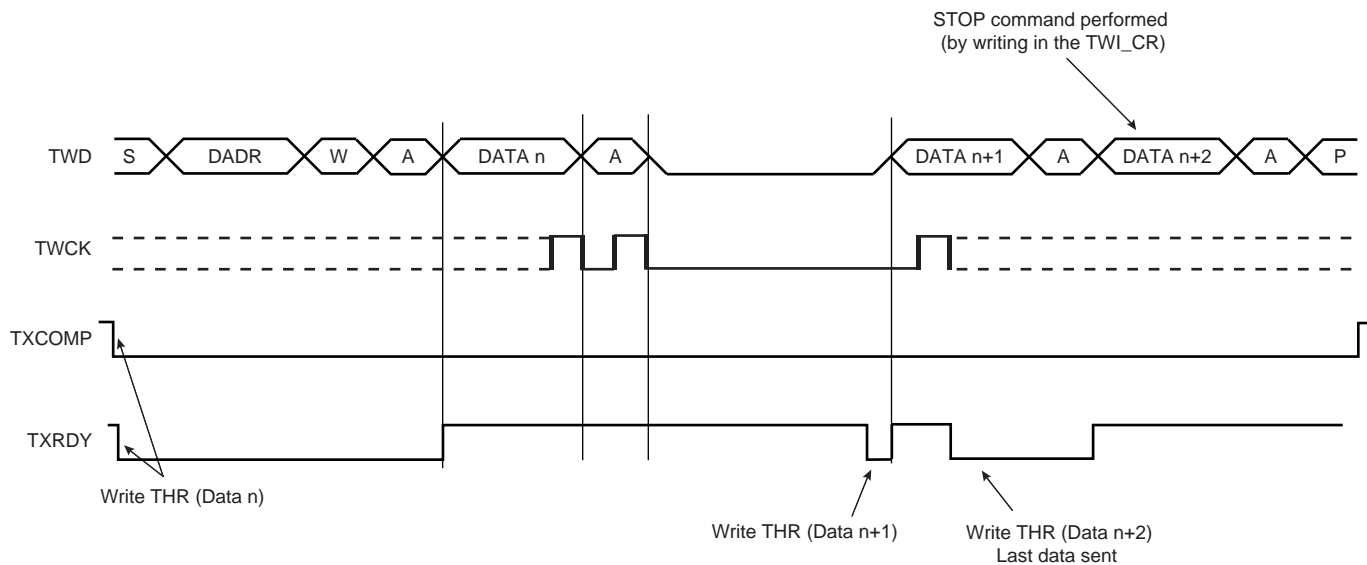 STOP command performed
(by writing in the TWI_CR)
TWD S DADR W A DATA n A DATA n+1 A DATA n+2 A P
TWCK
TXCOMP
TXRDY
Write THR (Data n)
Write THR (Data n+1)
Write THR (Data n+2)
Last data sent